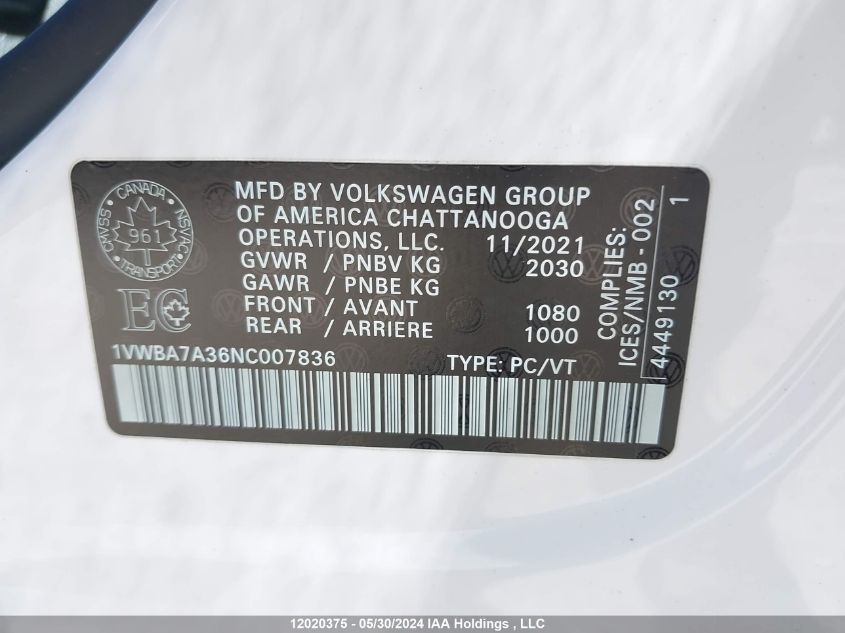 CANADA
CMVSS
NSVAC
961
TRANSPORT
EC
MFD BY VOLKSWAGEN GROUP
OF AMERICA CHATTANOOGA
OPERATIONS, LLC. 11/2021
GVWR / PNBV KG 2030
GAWR / PNBE KG
FRONT / AVANT 1080
REAR / ARRIERE 1000
1VWBA7A36NC007836 TYPE: PC/VT
COMPLIES:
ICES/NMB - 002
4449130 1
12020375 - 05/30/2024 IAA Holdings , LLC